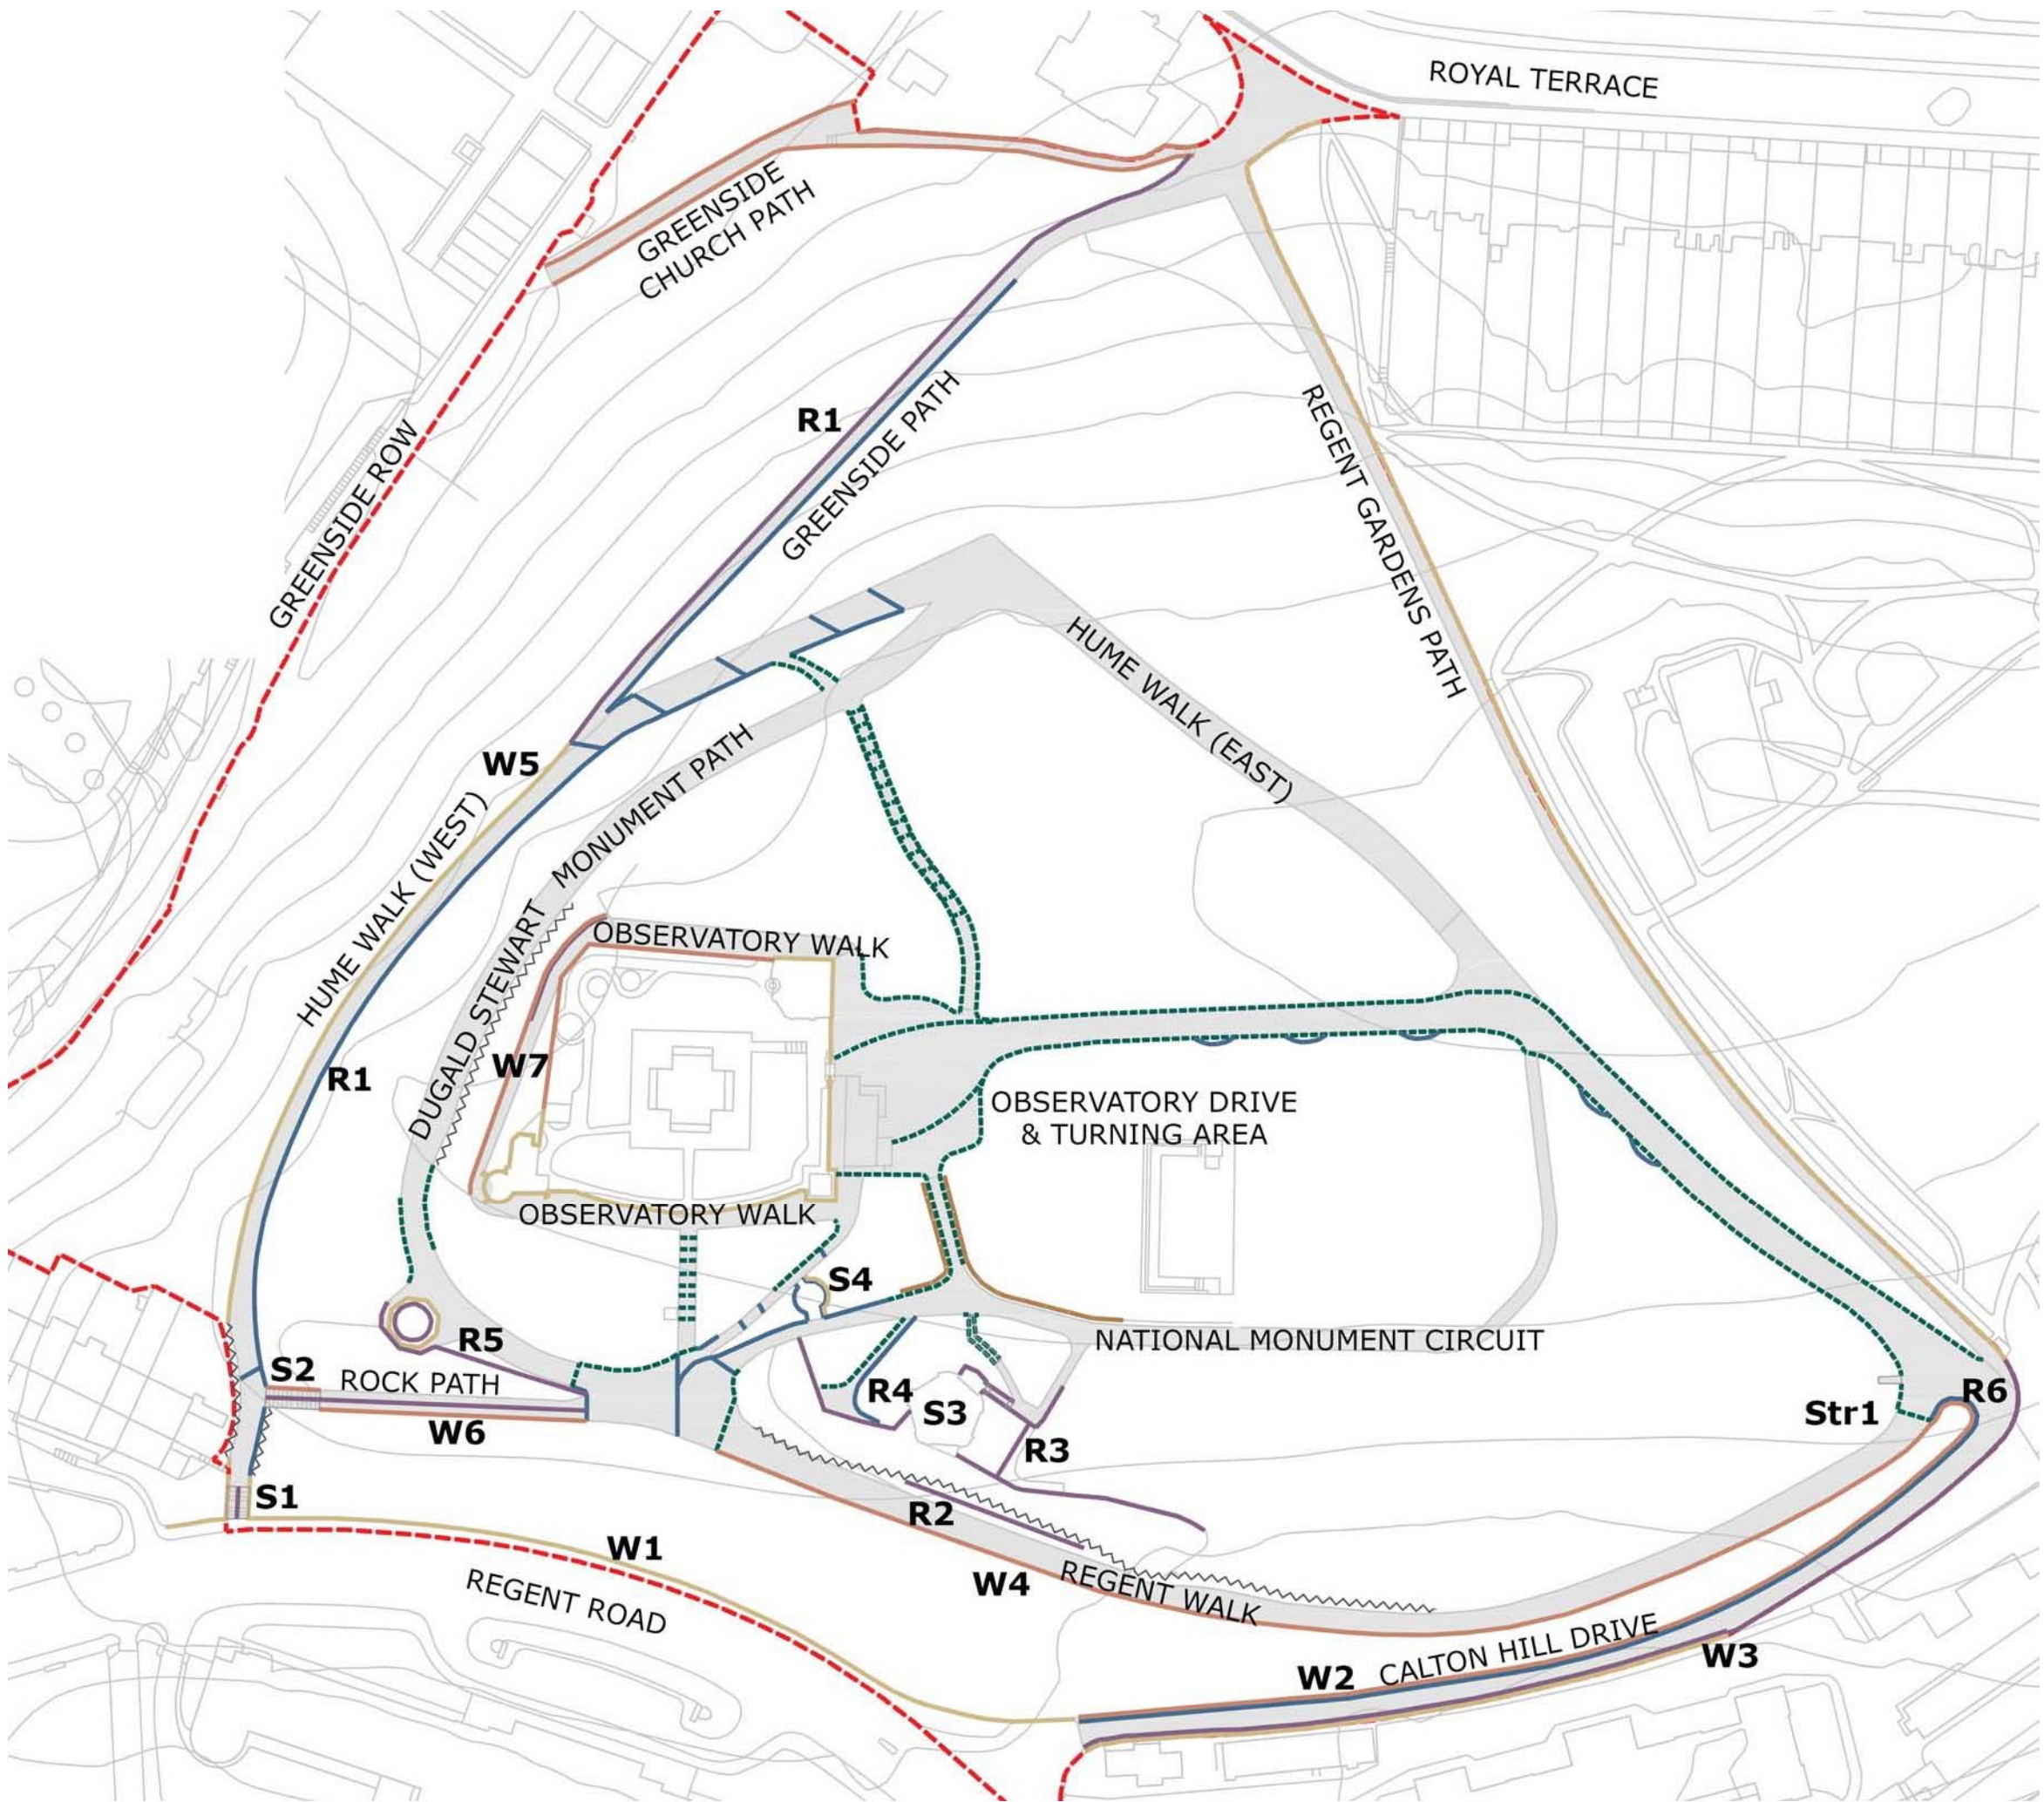 ROYAL TERRACE
GREENSIDE
CHURCH PATH
R1
GREENSIDE PATH
REGENT GARDENS PATH
GREENSIDE ROW
HUME WALK (EAST)
W5
HUME WALK (WEST)
DUGALD STEWART MONUMENT PATH
OBSERVATORY WALK
R1
W7
OBSERVATORY DRIVE
& TURNING AREA
OBSERVATORY WALK
S4
R5
NATIONAL MONUMENT CIRCUIT
S2
ROCK PATH
R4
S3
R6
Str1
W6
R3
S1
R2
W1
W4
REGENT WALK
REGENT ROAD
W2
CALTON HILL DRIVE
W3